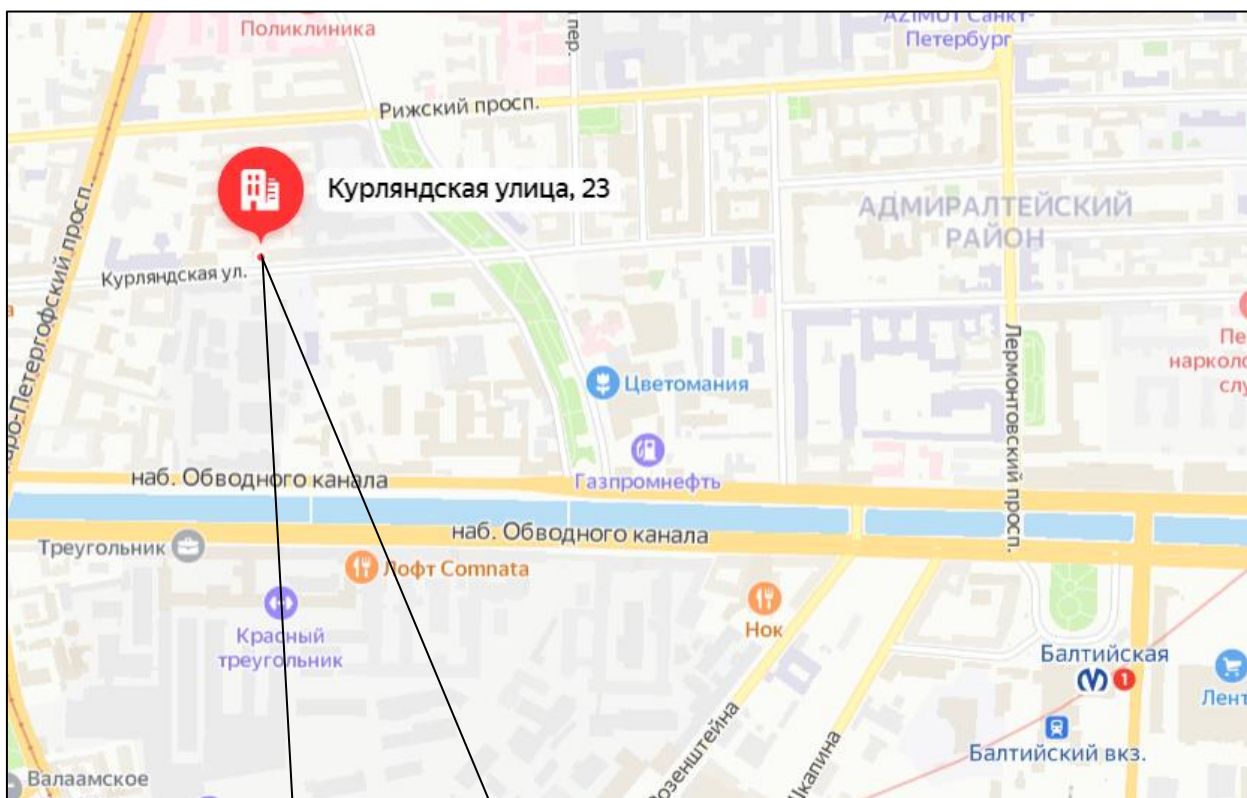 Поликлиника
пер.
AZIMUT Санкт-
Петербург
Рижский просп.
Курляндская улица, 23
АДМИРАЛТЕЙСКИЙ
РАЙОН
Курляндская ул.
аро-Петергофский просп.
Лермонтовский просп.
Пе
нарколо
слу
Цветомания
Газпромнефть
наб. Обводного канала
наб. Обводного канала
Треугольник
Лофт Comnata
Красный
треугольник
Нок
Балтийская
1
Лент
Балтийский вкз.
Розенштейна
Шкапина
Валаамское